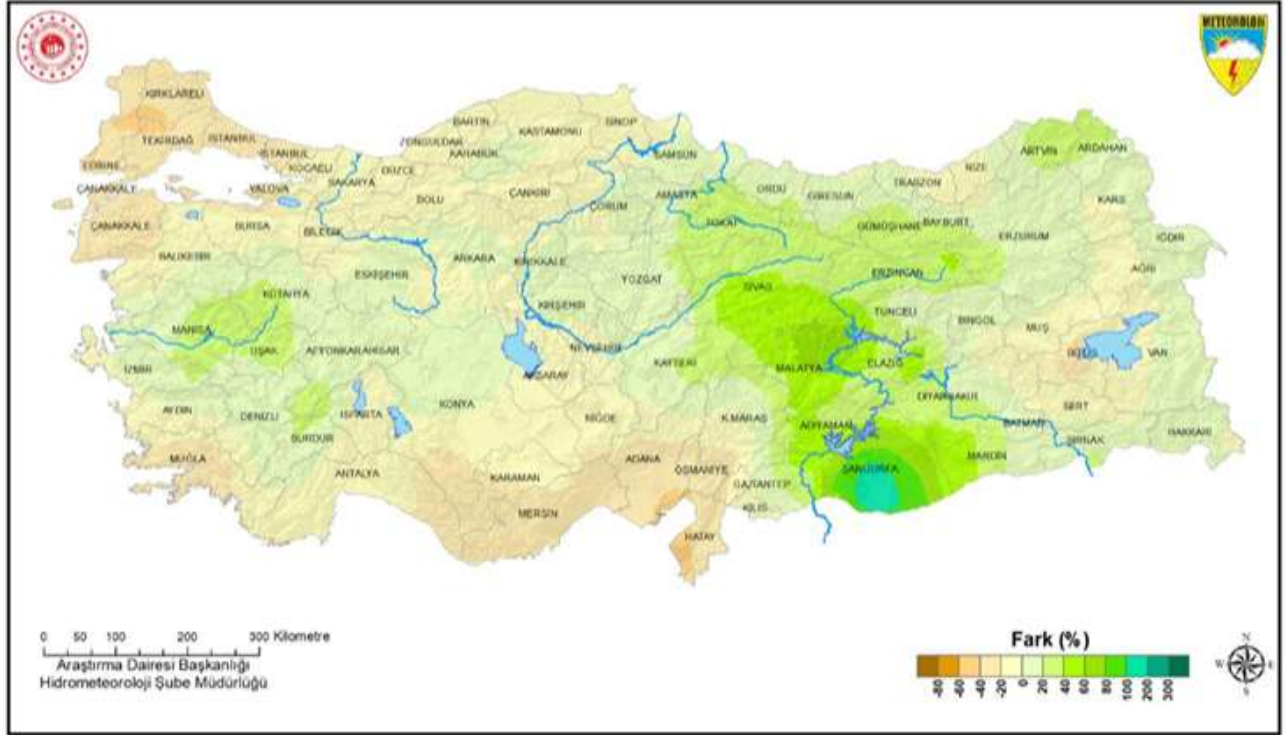 METEOROLOJİ
KIRKLARELİ
TEKİRDAĞ
İSTANBUL
EDİRNE
İSTANBUL
KOCAELİ
YALOVA
SAKARYA
DÜZCE
ZONGULDAK
BARTIN
KARABÜK
KASTAMONU
SİNOP
SAMSUN
ÇANAKKALE
ÇANAKKALE
BURSA
BİLECİK
BOLU
ÇANKIRI
ÇORUM
AMASYA
ORDU
GİRESUN
TRABZON
RİZE
ARTVİN
ARDAHAN
KARS
BALIKESİR
ESKİŞEHİR
ANKARA
KIRIKKALE
YOZGAT
TOKAT
GÜMÜŞHANE
BAYBURT
ERZURUM
IĞDIR
AĞRI
KÜTAHYA
MANİSA
UŞAK
AFYONKARAHİSAR
KIRŞEHİR
NEVŞEHİR
SİVAS
ERZİNCAN
TUNCELİ
BİNGÖL
MUŞ
BİTLİS
VAN
İZMİR
AKSARAY
KAYSERİ
MALATYA
ELAZIĞ
DİYARBAKIR
AYDIN
DENİZLİ
ISPARTA
KONYA
NİĞDE
K.MARAŞ
ADIYAMAN
BATMAN
SİİRT
ŞIRNAK
HAKKARİ
BURDUR
MUĞLA
ANTALYA
KARAMAN
ADANA
OSMANİYE
GAZİANTEP
ŞANLIURFA
MARDİN
MERSİN
KİLİS
HATAY
0 50 100 200 300 Kilometre
Araştırma Dairesi Başkanlığı
Hidrometeoroloji Şube Müdürlüğü
Fark (%)
-80 -60 -40 -20 0 20 40 60 80 100 200 300
N
W E
S